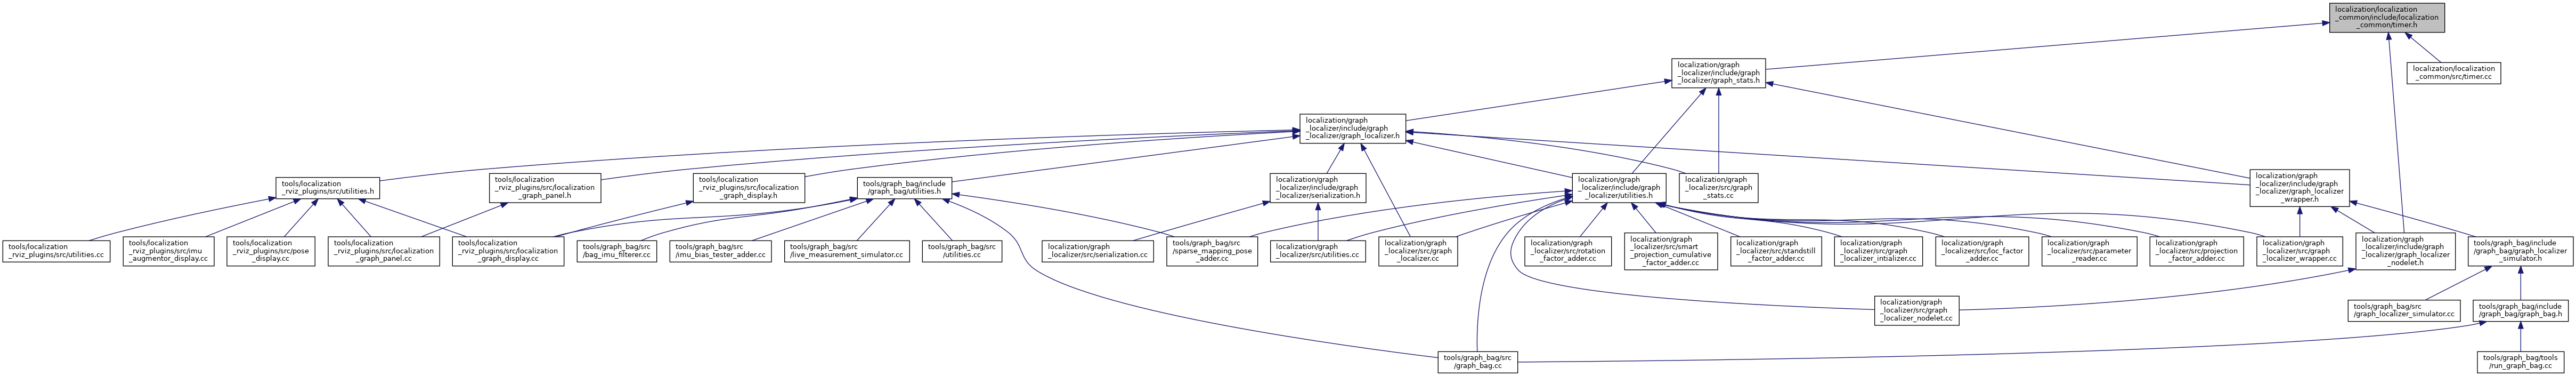 localization/localization
_common/include/localization
_common/timer.h
localization/graph
_localizer/include/graph
_localizer/graph_stats.h
localization/localization
_common/src/timer.cc
localization/graph
_localizer/include/graph
_localizer/graph_localizer.h
tools/localization
_rviz_plugins/src/utilities.h
tools/localization
_rviz_plugins/src/localization
_graph_panel.h
tools/localization
_rviz_plugins/src/localization
_graph_display.h
tools/graph_bag/include
/graph_bag/utilities.h
localization/graph
_localizer/include/graph
_localizer/serialization.h
localization/graph
_localizer/include/graph
_localizer/utilities.h
localization/graph
_localizer/src/graph
_stats.cc
localization/graph
_localizer/include/graph
_localizer/graph_localizer
_wrapper.h
tools/localization
_rviz_plugins/src/utilities.cc
tools/localization
_rviz_plugins/src/imu
_augmentor_display.cc
tools/localization
_rviz_plugins/src/pose
_display.cc
tools/localization
_rviz_plugins/src/localization
_graph_panel.cc
tools/localization
_rviz_plugins/src/localization
_graph_display.cc
tools/graph_bag/src
/bag_imu_filterer.cc
tools/graph_bag/src
/imu_bias_tester_adder.cc
tools/graph_bag/src
/live_measurement_simulator.cc
tools/graph_bag/src
/utilities.cc
localization/graph
_localizer/src/serialization.cc
tools/graph_bag/src
/sparse_mapping_pose
_adder.cc
localization/graph
_localizer/src/utilities.cc
localization/graph
_localizer/src/graph
_localizer.cc
localization/graph
_localizer/src/rotation
_factor_adder.cc
localization/graph
_localizer/src/smart
_projection_cumulative
_factor_adder.cc
localization/graph
_localizer/src/standstill
_factor_adder.cc
localization/graph
_localizer/src/graph
_localizer_intializer.cc
localization/graph
_localizer/src/loc_factor
_adder.cc
localization/graph
_localizer/src/parameter
_reader.cc
localization/graph
_localizer/src/projection
_factor_adder.cc
localization/graph
_localizer/src/graph
_localizer_wrapper.cc
localization/graph
_localizer/include/graph
_localizer/graph_localizer
_nodelet.h
tools/graph_bag/include
/graph_bag/graph_localizer
_simulator.h
localization/graph
_localizer/src/graph
_localizer_nodelet.cc
tools/graph_bag/src
/graph_localizer_simulator.cc
tools/graph_bag/include
/graph_bag/graph_bag.h
tools/graph_bag/src
/graph_bag.cc
tools/graph_bag/tools
/run_graph_bag.cc